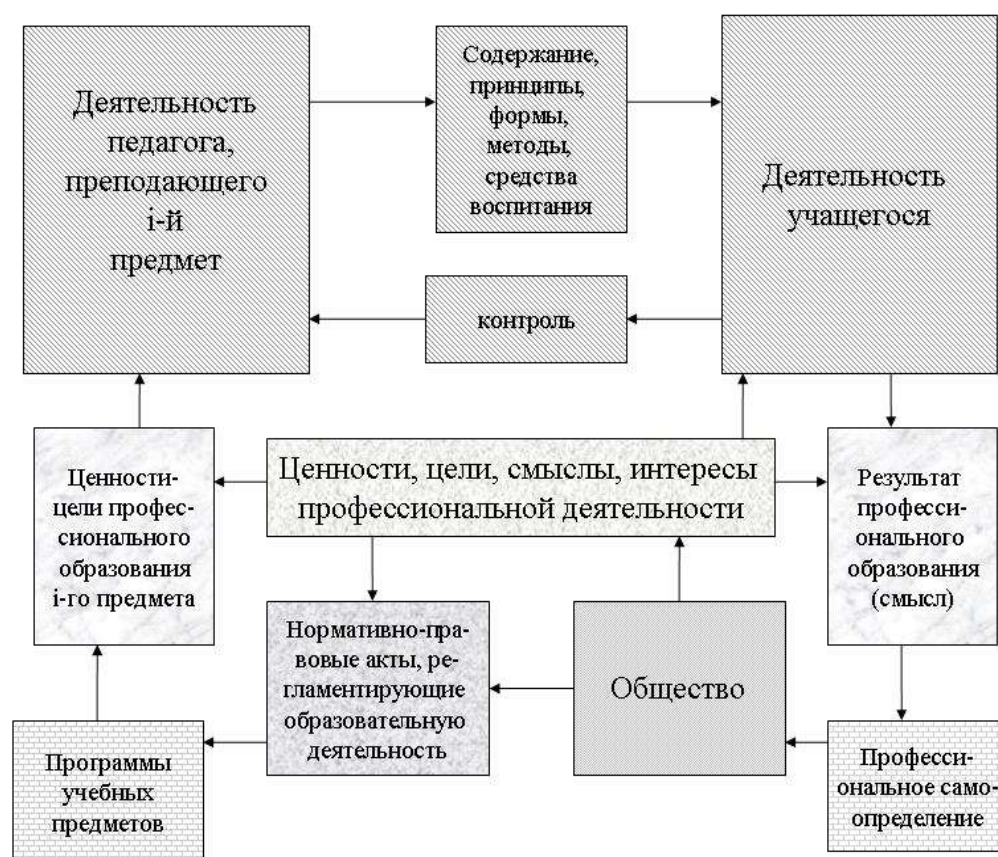 Деятельность
педагога,
преподающего
i-й
предмет
Содержание,
принципы,
формы,
методы,
средства
воспитания
Деятельность
учащегося
контроль
Ценности-
цели профес-
сионального
образования
i-го предмета
Ценности, цели, смыслы, интересы
профессиональной деятельности
Результат
професси-
онального
образования
(смысл)
Нормативно-пра-
вовые акты, ре-
гламентирующие
образовательную
деятельность
Общество
Программы
учебных
предметов
Професси-
ональное само-
определение